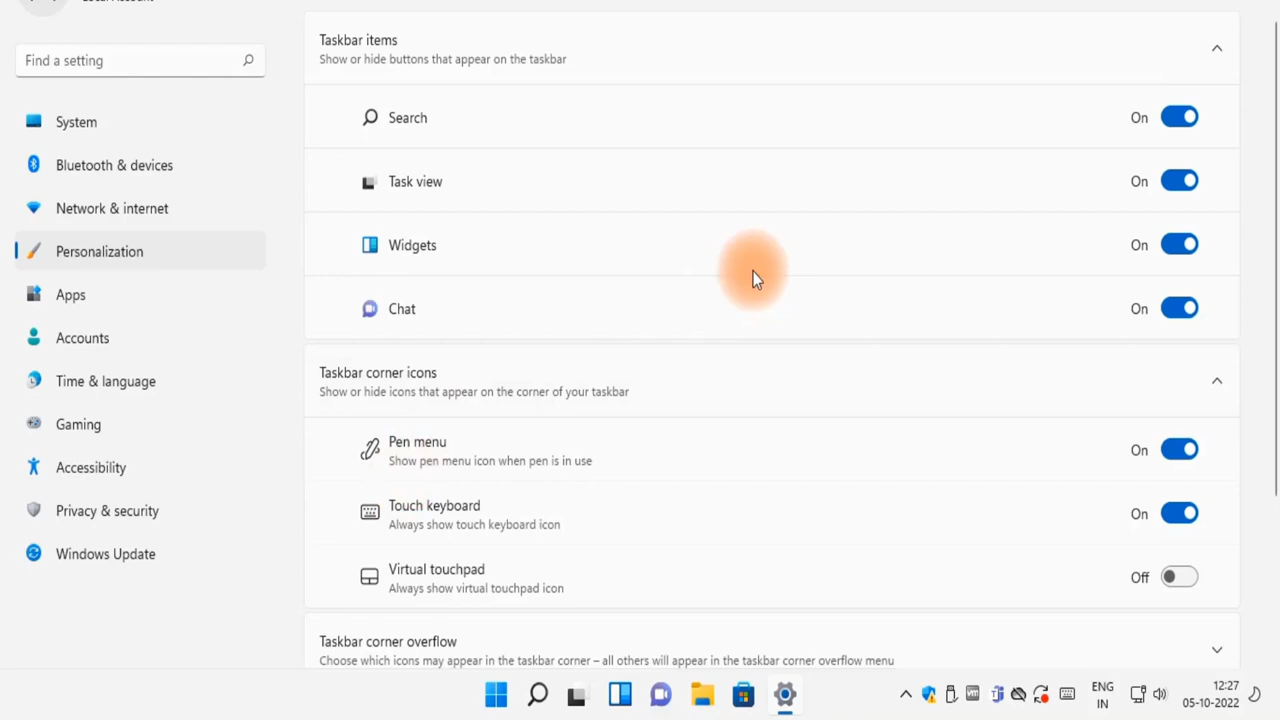 Find a setting
System
Bluetooth & devices
Network & internet
Personalization
Apps
Accounts
Time & language
Gaming
Accessibility
Privacy & security
Windows Update
Taskbar items
Show or hide buttons that appear on the taskbar
Search On
Task view On
Widgets On
Chat On
Taskbar corner icons
Show or hide icons that appear on the corner of your taskbar
Pen menu
Show pen menu icon when pen is in use
On
Touch keyboard
Always show touch keyboard icon
On
Virtual touchpad
Always show virtual touchpad icon
Off
Taskbar corner overflow
Choose which icons may appear in the taskbar corner – all others will appear in the taskbar corner overflow menu
ENG
IN
12:27
05-10-2022